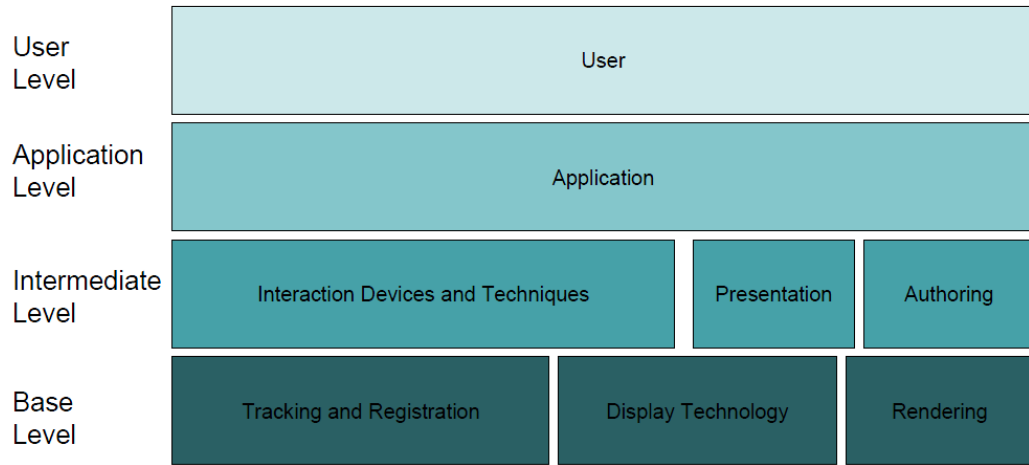 User
Level
User
Application
Level
Application
Intermediate
Level
Interaction Devices and Techniques
Presentation
Authoring
Base
Level
Tracking and Registration
Display Technology
Rendering